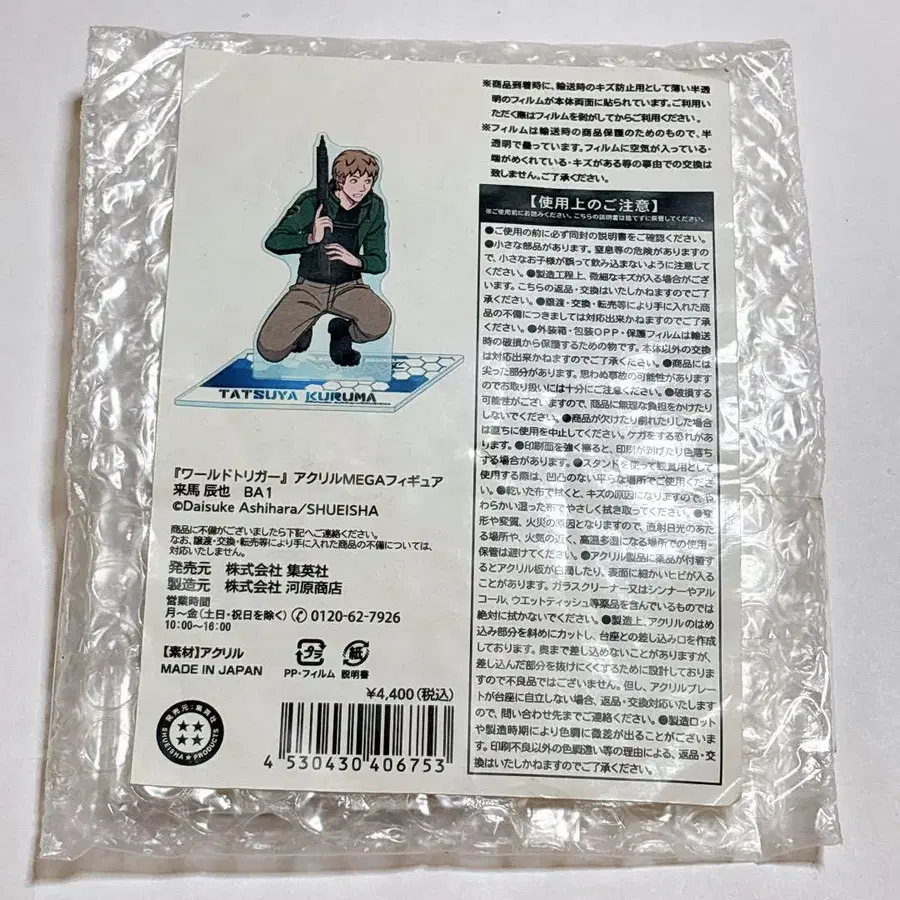 ※商品到着時に、輸送時のキズ防止用として薄い半透
明のフィルムが本体両面に貼られています。ご利用い
ただく際はフィルムを剥がしてからご利用ください。
※フィルムは輸送時の商品保護のためのもので、半
透明で曇っています。フィルムに空気が入っている・
端がめくれている・キズがある等の事由での交換は
致しません。ご了承ください。
【使用上のご注意】
※ご使用前にお読みください。こちらの説明書は捨てずに保管してください。
●ご使用の前に必ず同封の説明書をご確認ください。
●小さな部品があります。窒息等の危険がありますの
で、小さなお子様が誤って飲み込まないように注意して
ください。●製造工程上、微細なキズが入る場合がござ
います。こちらの返品・交換はいたしかねますのでご了
承ください。●譲渡・交換・転売等により手に入れた商品
の不備につきましては対応出来かねますのでご了承く
ださい。●外装箱・包装OPP・保護フィルムは輸送
時の破損から保護するための物です。本体以外の交換
は対応出来かねますのでご了承ください。●商品には
尖った部分があります。思わぬ事故の可能性があります
のでお取り扱いには十分にご注意ください。●破損する
可能性がございますので、商品に無理な負担をかけたり
しないでください。●商品が欠けたり割れたりした場合
は直ちに使用を中止してください。ケガをする恐れがあ
ります。●印刷面を強く擦ると、印刷が剥げたり色落ち
する場合があります。●スタンドを使って鑑賞用として
使用する際は、凹凸のない平らな場所でご使用くださ
い。●乾いた布で拭くと、キズの原因になりますので、や
わらかい湿った布でやさしく拭き取ってください。●変
形や変質、火災の原因となりますので、直射日光のあた
る場所や、火気の近く、高温多湿になる場所での使用・
保管は避けてください。●アクリル製品に薬品が付着す
るとアクリル板が白濁したり、表面に細かいヒビが入る
ことがあります。ガラスクリーナー又はシンナーやアル
コール、ウエットティッシュ等薬品を含んでいるものでは
絶対に拭かないでください。●製造上、アクリルのはめ
込み部分を斜めにカットし、台座との差し込み口を作成
しております。奥まで差し込めないことがありますが、
差し込んだ部分を抜けにくくするために設計しております
ので不良品ではございません。但し、アクリルプレー
トが台座に自立しない場合、返品・交換対応いたします
ので、問い合わせ先までご連絡ください。●製造ロット
や製造時期により色調に微差が出ることがございま
す。印刷不良以外の色調違い等の理由による、返品・交
換はいたしかねますのでご了承ください。
TATSUYA KURUMA
『ワールドトリガー』アクリルMEGAフィギュア
来馬 辰也 BA1
©Daisuke Ashihara/SHUEISHA
商品に不備がございましたら下記へご連絡ください。
なお、譲渡・交換・転売等により手に入れた商品の不備については、
対応いたしません。
発売元 株式会社 集英社
製造元 株式会社 河原商店
営業時間
月～金(土日・祝日を除く) 0120-62-7926
10:00～16:00
【素材】アクリル
MADE IN JAPAN
プラ
PP・フィルム
紙
説明書
¥4,400(税込)
発売元:集英社
SHUEISHA PRODUCTS
4 530430 406753